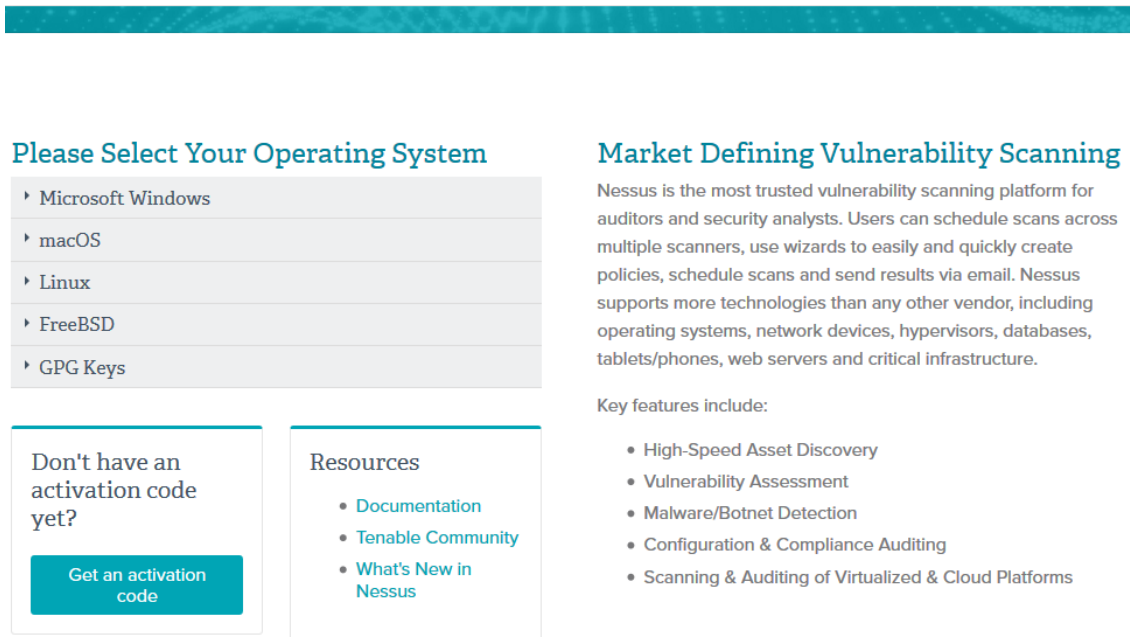 Please Select Your Operating System
Microsoft Windows
macOS
Linux
FreeBSD
GPG Keys
Don't have an
activation code
yet?
Get an activation
code
Resources
• Documentation
• Tenable Community
• What's New in
Nessus
Market Defining Vulnerability Scanning
Nessus is the most trusted vulnerability scanning platform for
auditors and security analysts. Users can schedule scans across
multiple scanners, use wizards to easily and quickly create
policies, schedule scans and send results via email. Nessus
supports more technologies than any other vendor, including
operating systems, network devices, hypervisors, databases,
tablets/phones, web servers and critical infrastructure.
Key features include:
• High-Speed Asset Discovery
• Vulnerability Assessment
• Malware/Botnet Detection
• Configuration & Compliance Auditing
• Scanning & Auditing of Virtualized & Cloud Platforms